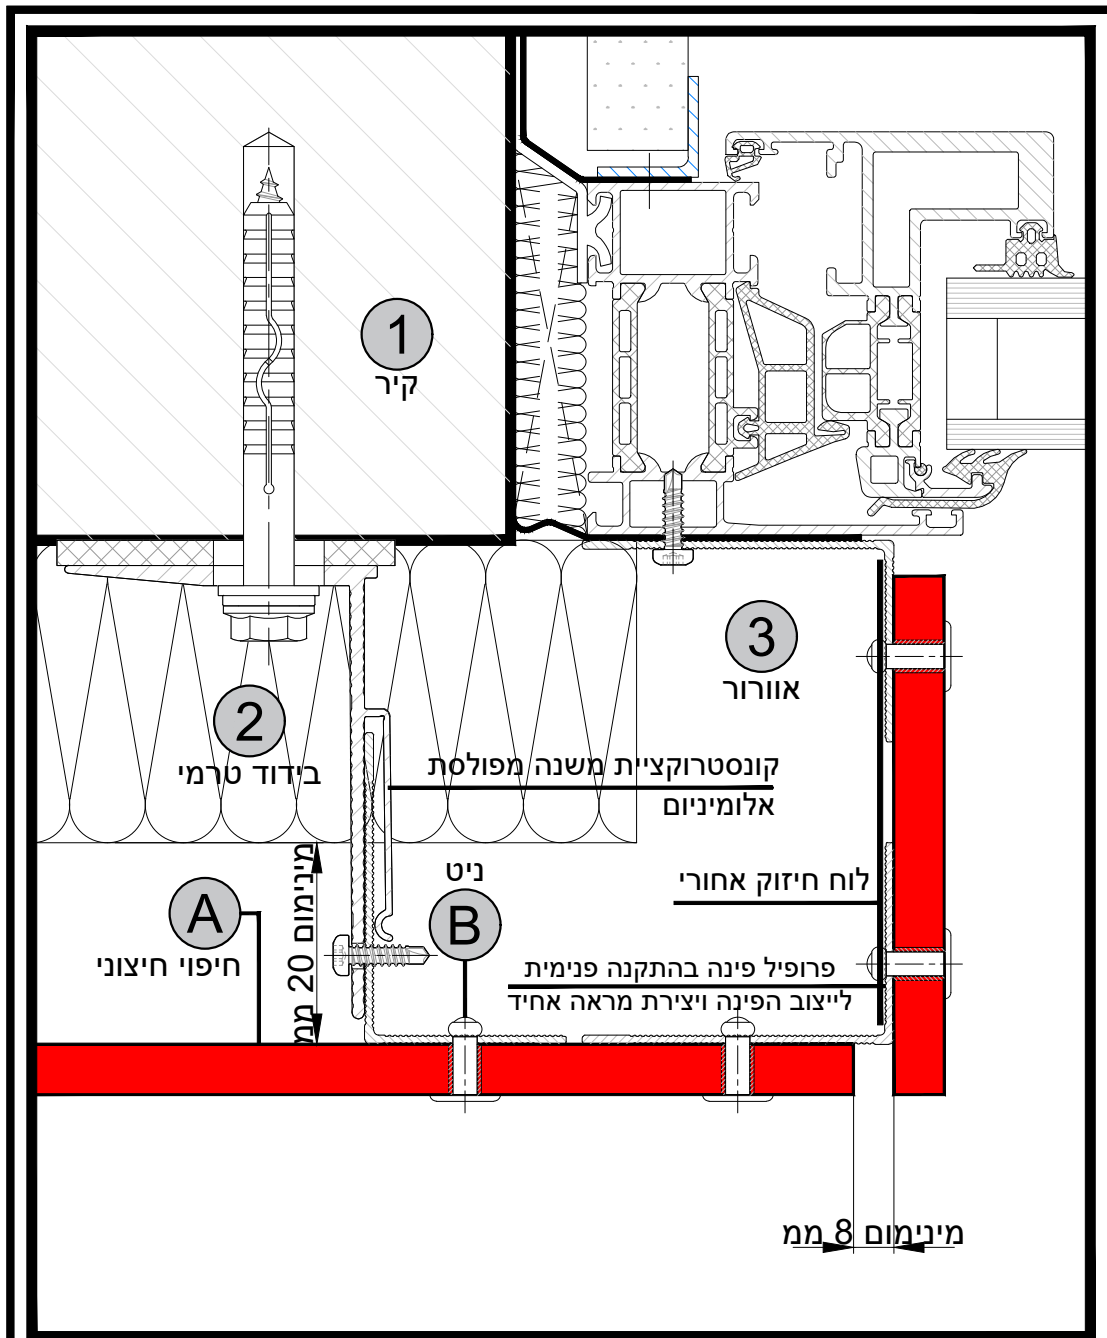 1
קיר
3
אוורור
2
בידוד טרמי
קונסטרוקציית משנה מפולסת
אלומיניום
מינימום 20 ממ
ניט
B
לוח חיזוק אחורי
A
חיפוי חיצוני
פרופיל פינה בהתקנה פנימית
לייצוב הפינה ויצירת מראה אחיד
מינימום 8 ממ